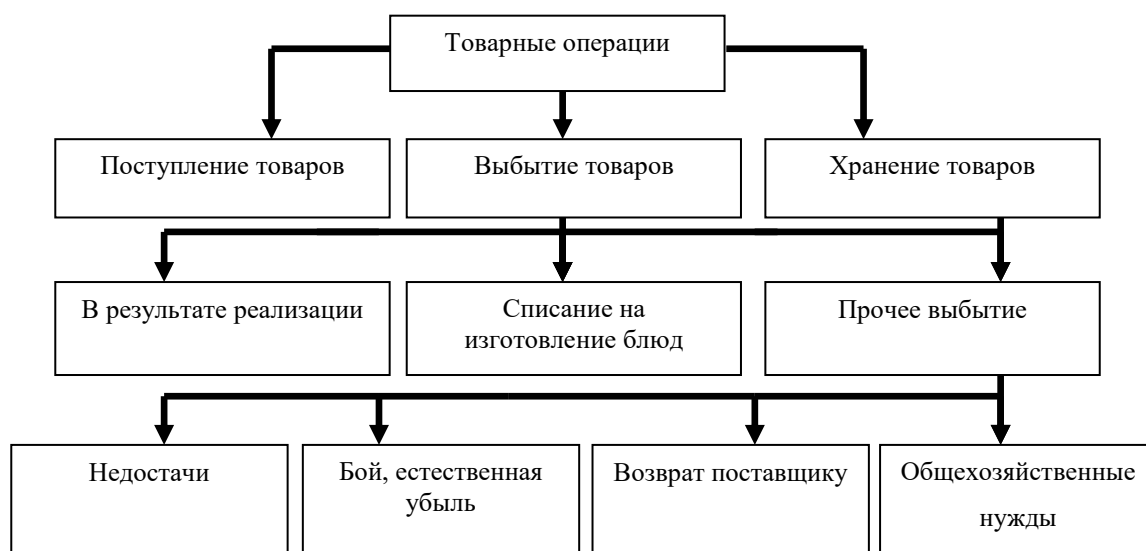 Товарные операции
Поступление товаров
Выбытие товаров
Хранение товаров
В результате реализации
Списание на
изготовление блюд
Прочее выбытие
Недостачи
Бой, естественная
убыль
Возврат поставщику
Общехозяйственные
нужды